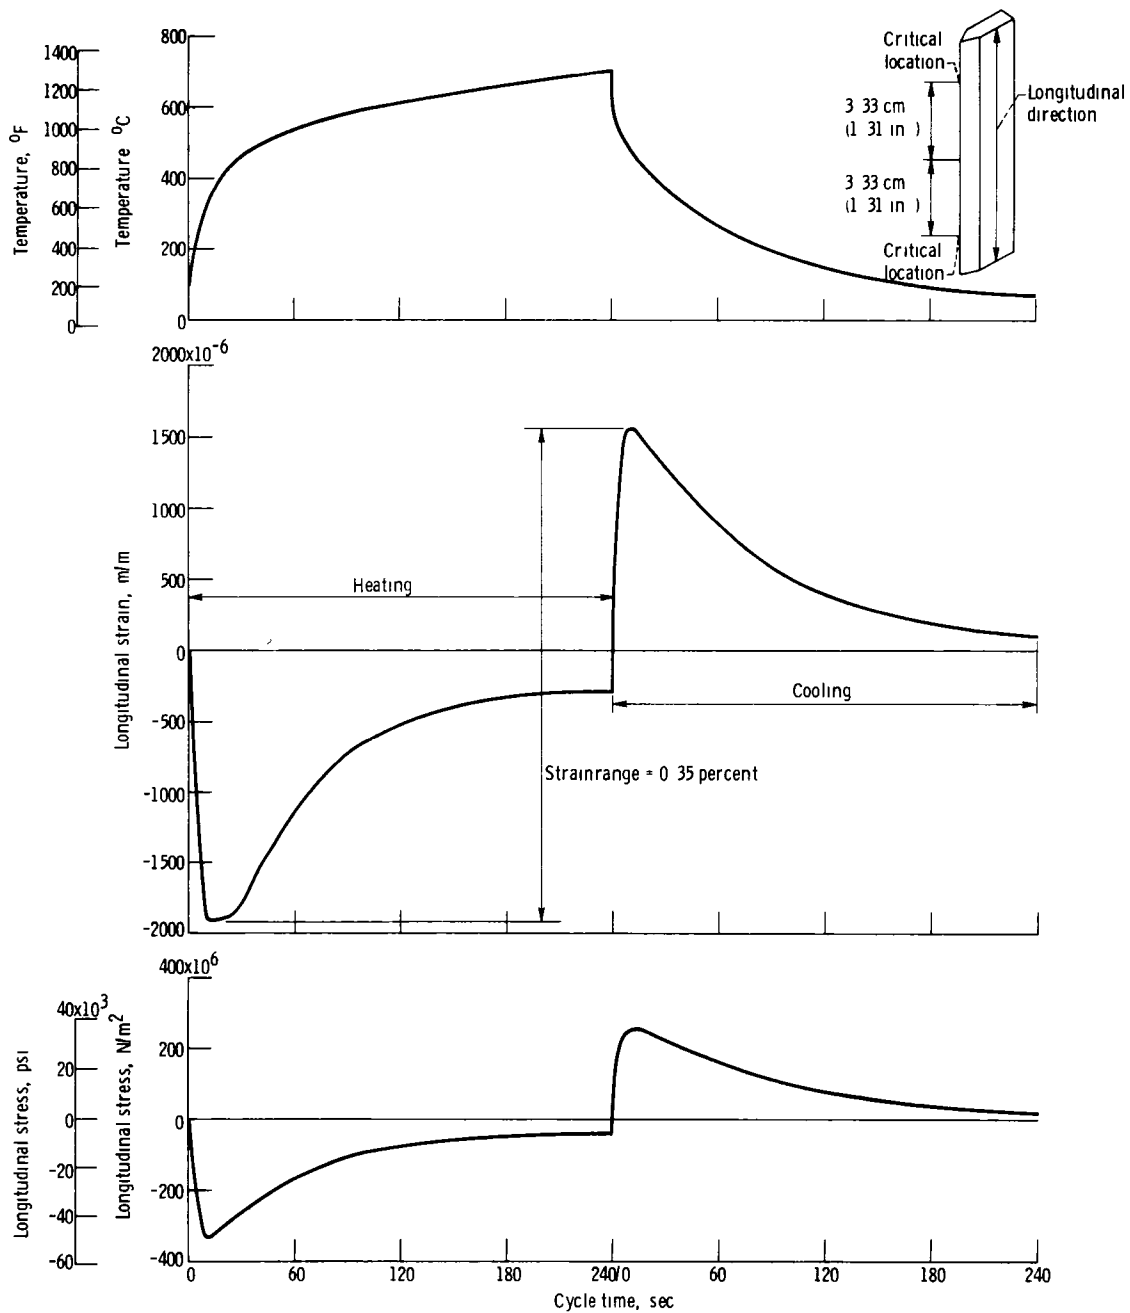 1400
1200
1000
800
600
400
200
0
Temperature, ⁰F
800
600
400
200
0
Temperature ⁰C
Critical
location
3 33 cm
(1 31 in )
3 33 cm
(1 31 in )
Critical
location
Longitudinal
direction
2000x10⁻⁶
1500
1000
500
0
-500
-1000
-1500
-2000
Longitudinal strain, m/m
Heating
Cooling
Strainrange = 0 35 percent
40x10³
20
0
-20
-40
-60
Longitudinal stress, psi
400x10⁶
200
0
-200
-400
Longitudinal stress, N/m²
0 60 120 180 240/0 60 120 180 240
Cycle time, sec